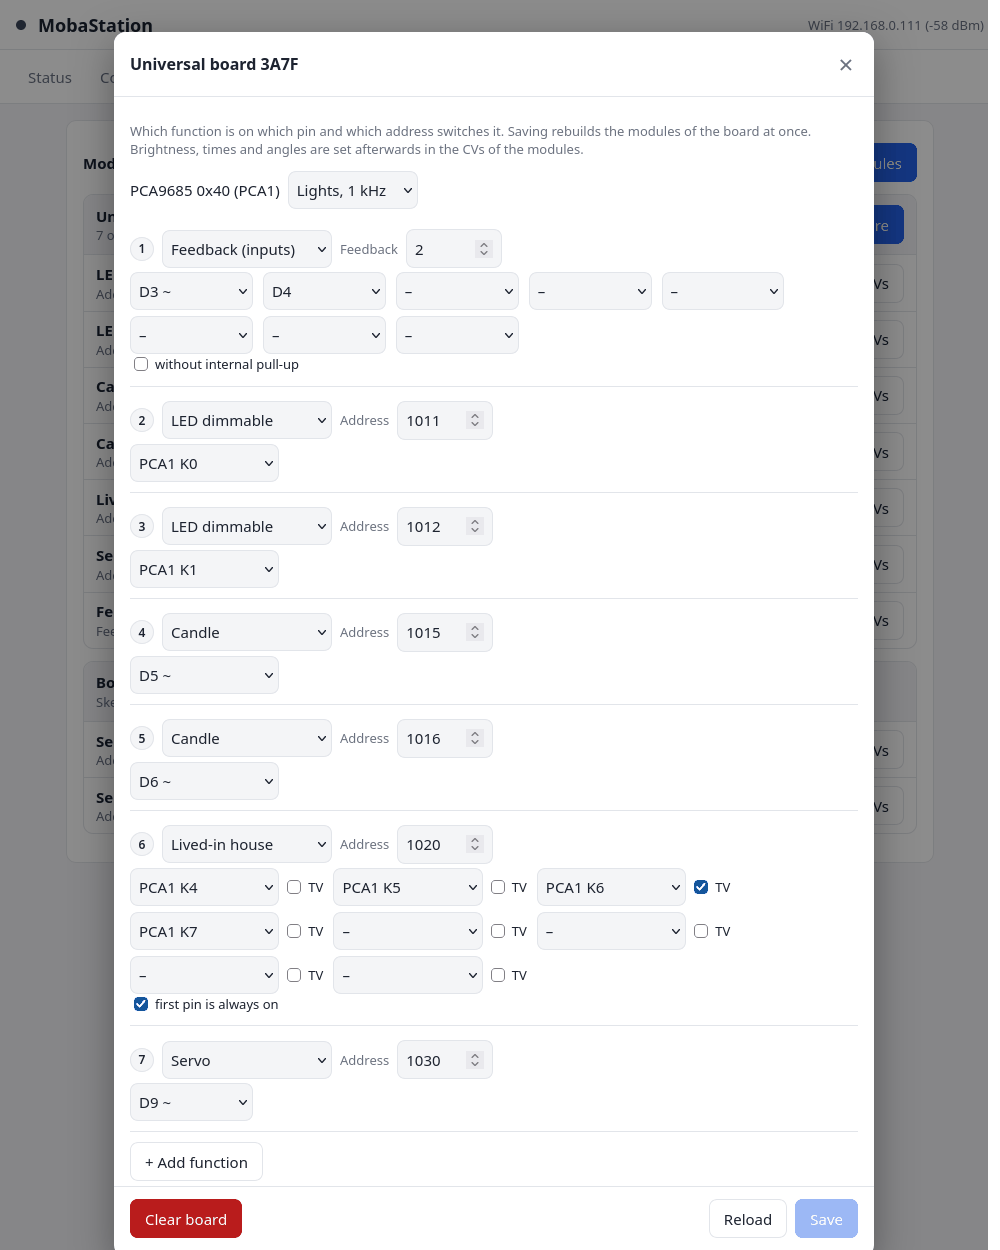 MobaStation
WiFi 192.168.0.111 (-58 dBm)
Status
Universal board 3A7F
Which function is on which pin and which address switches it. Saving rebuilds the modules of the board at once.
Brightness, times and angles are set afterwards in the CVs of the modules.
PCA9685 0x40 (PCA1) Lights, 1 kHz
1 Feedback (inputs) Feedback 2
D3 ~ D4 – – –
– – –
without internal pull-up
2 LED dimmable Address 1011
PCA1 K0
3 LED dimmable Address 1012
PCA1 K1
4 Candle Address 1015
D5 ~
5 Candle Address 1016
D6 ~
6 Lived-in house Address 1020
PCA1 K4 TV PCA1 K5 TV PCA1 K6 TV
PCA1 K7 TV – TV – TV
– TV – TV
first pin is always on
7 Servo Address 1030
D9 ~
+ Add function
Clear board Reload Save